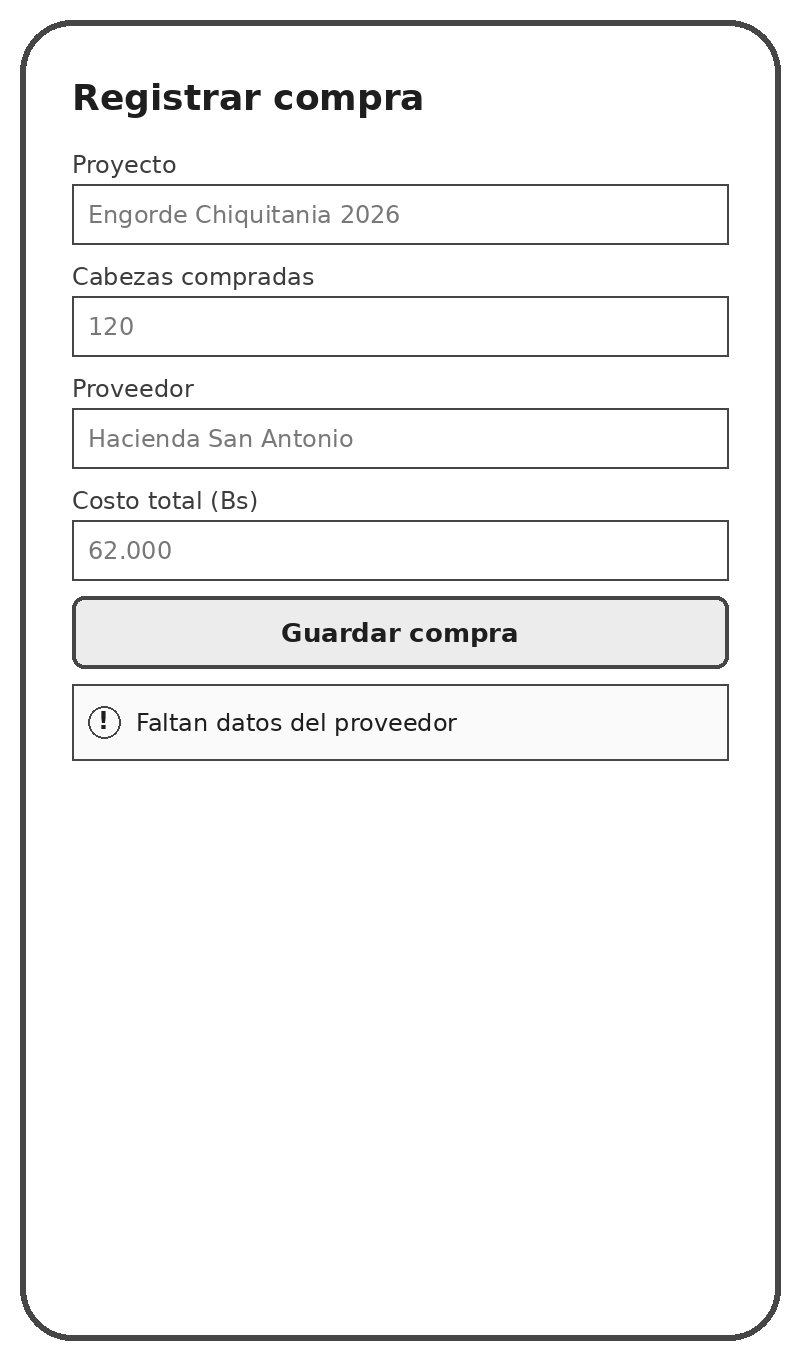 Registrar compra
Proyecto
Engorde Chiquitania 2026
Cabezas compradas
120
Proveedor
Hacienda San Antonio
Costo total (Bs)
62.000
Guardar compra
! Faltan datos del proveedor